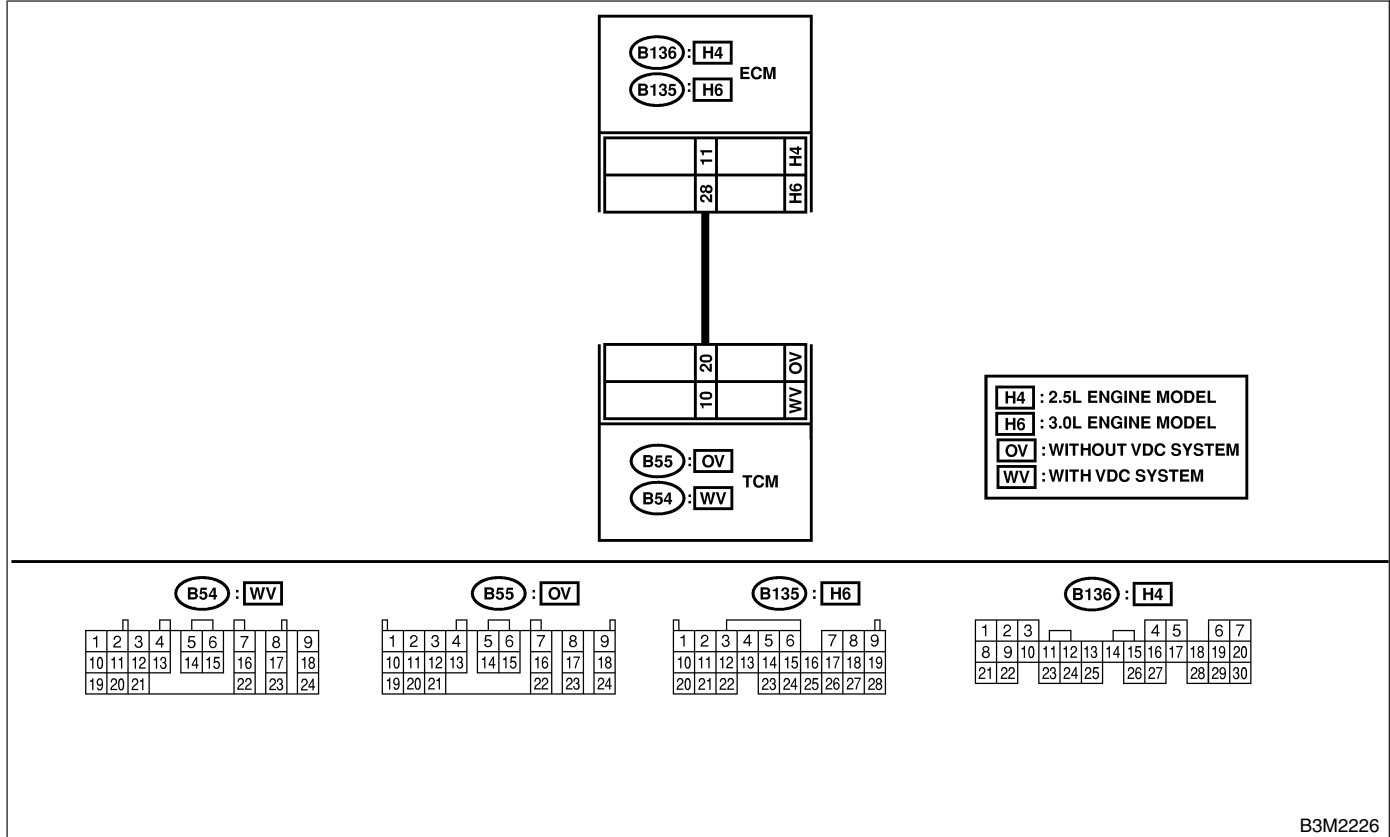 B136 : H4
ECM
B135 : H6
11 H4
28 H6
20 OV
10 WV
B55 : OV
TCM
B54 : WV
H4 : 2.5L ENGINE MODEL
H6 : 3.0L ENGINE MODEL
OV : WITHOUT VDC SYSTEM
WV : WITH VDC SYSTEM
B54 : WV
1 2 3 4 5 6 7 8 9
10 11 12 13 14 15 16 17 18
19 20 21 22 23 24
B55 : OV
1 2 3 4 5 6 7 8 9
10 11 12 13 14 15 16 17 18
19 20 21 22 23 24
B135 : H6
1 2 3 4 5 6 7 8 9
10 11 12 13 14 15 16 17 18 19
20 21 22 23 24 25 26 27 28
B136 : H4
1 2 3 4 5 6 7
8 9 10 11 12 13 14 15 16 17 18 19 20
21 22 23 24 25 26 27 28 29 30
B3M2226